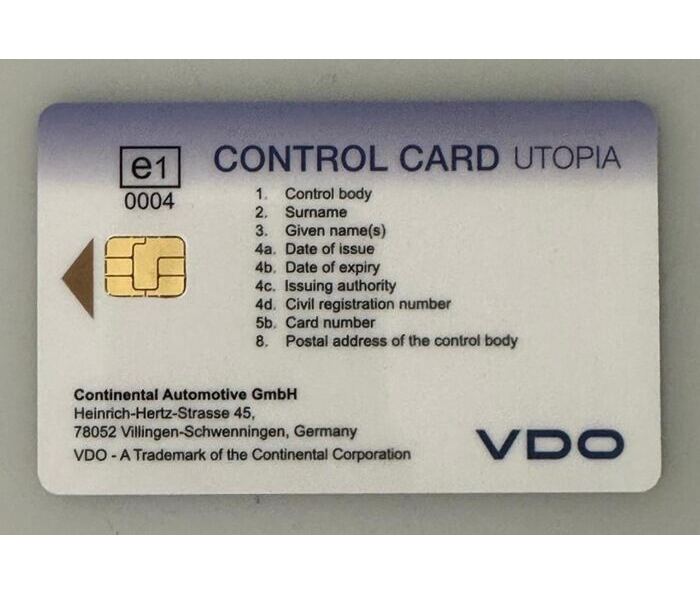 e1
0004
CONTROL CARD UTOPIA
1. Control body
2. Surname
3. Given name(s)
4a. Date of issue
4b. Date of expiry
4c. Issuing authority
4d. Civil registration number
5b. Card number
8. Postal address of the control body
Continental Automotive GmbH
Heinrich-Hertz-Strasse 45,
78052 Villingen-Schwenningen, Germany
VDO - A Trademark of the Continental Corporation
VDO